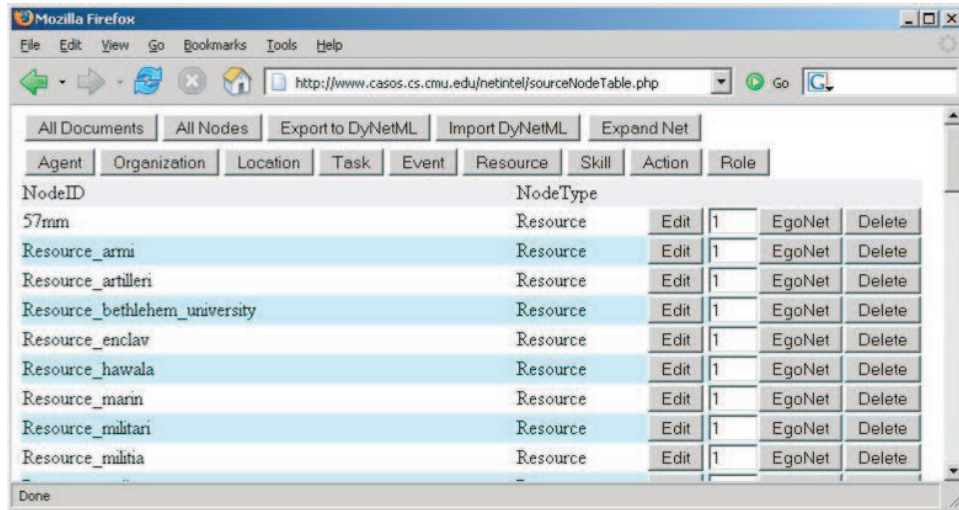 Mozilla Firefox
File Edit View Go Bookmarks Tools Help
http://www.casos.cs.cmu.edu/netintel/sourceNodeTable.php Go G
All Documents All Nodes Export to DyNetML Import DyNetML Expand Net
Agent Organization Location Task Event Resource Skill Action Role
NodeID NodeType
57mm Resource Edit 1 EgoNet Delete
Resource_armi Resource Edit 1 EgoNet Delete
Resource_artilleri Resource Edit 1 EgoNet Delete
Resource_bethlehem_university Resource Edit 1 EgoNet Delete
Resource_enclav Resource Edit 1 EgoNet Delete
Resource_hawala Resource Edit 1 EgoNet Delete
Resource_marin Resource Edit 1 EgoNet Delete
Resource_militari Resource Edit 1 EgoNet Delete
Resource_militia Resource Edit 1 EgoNet Delete
Done